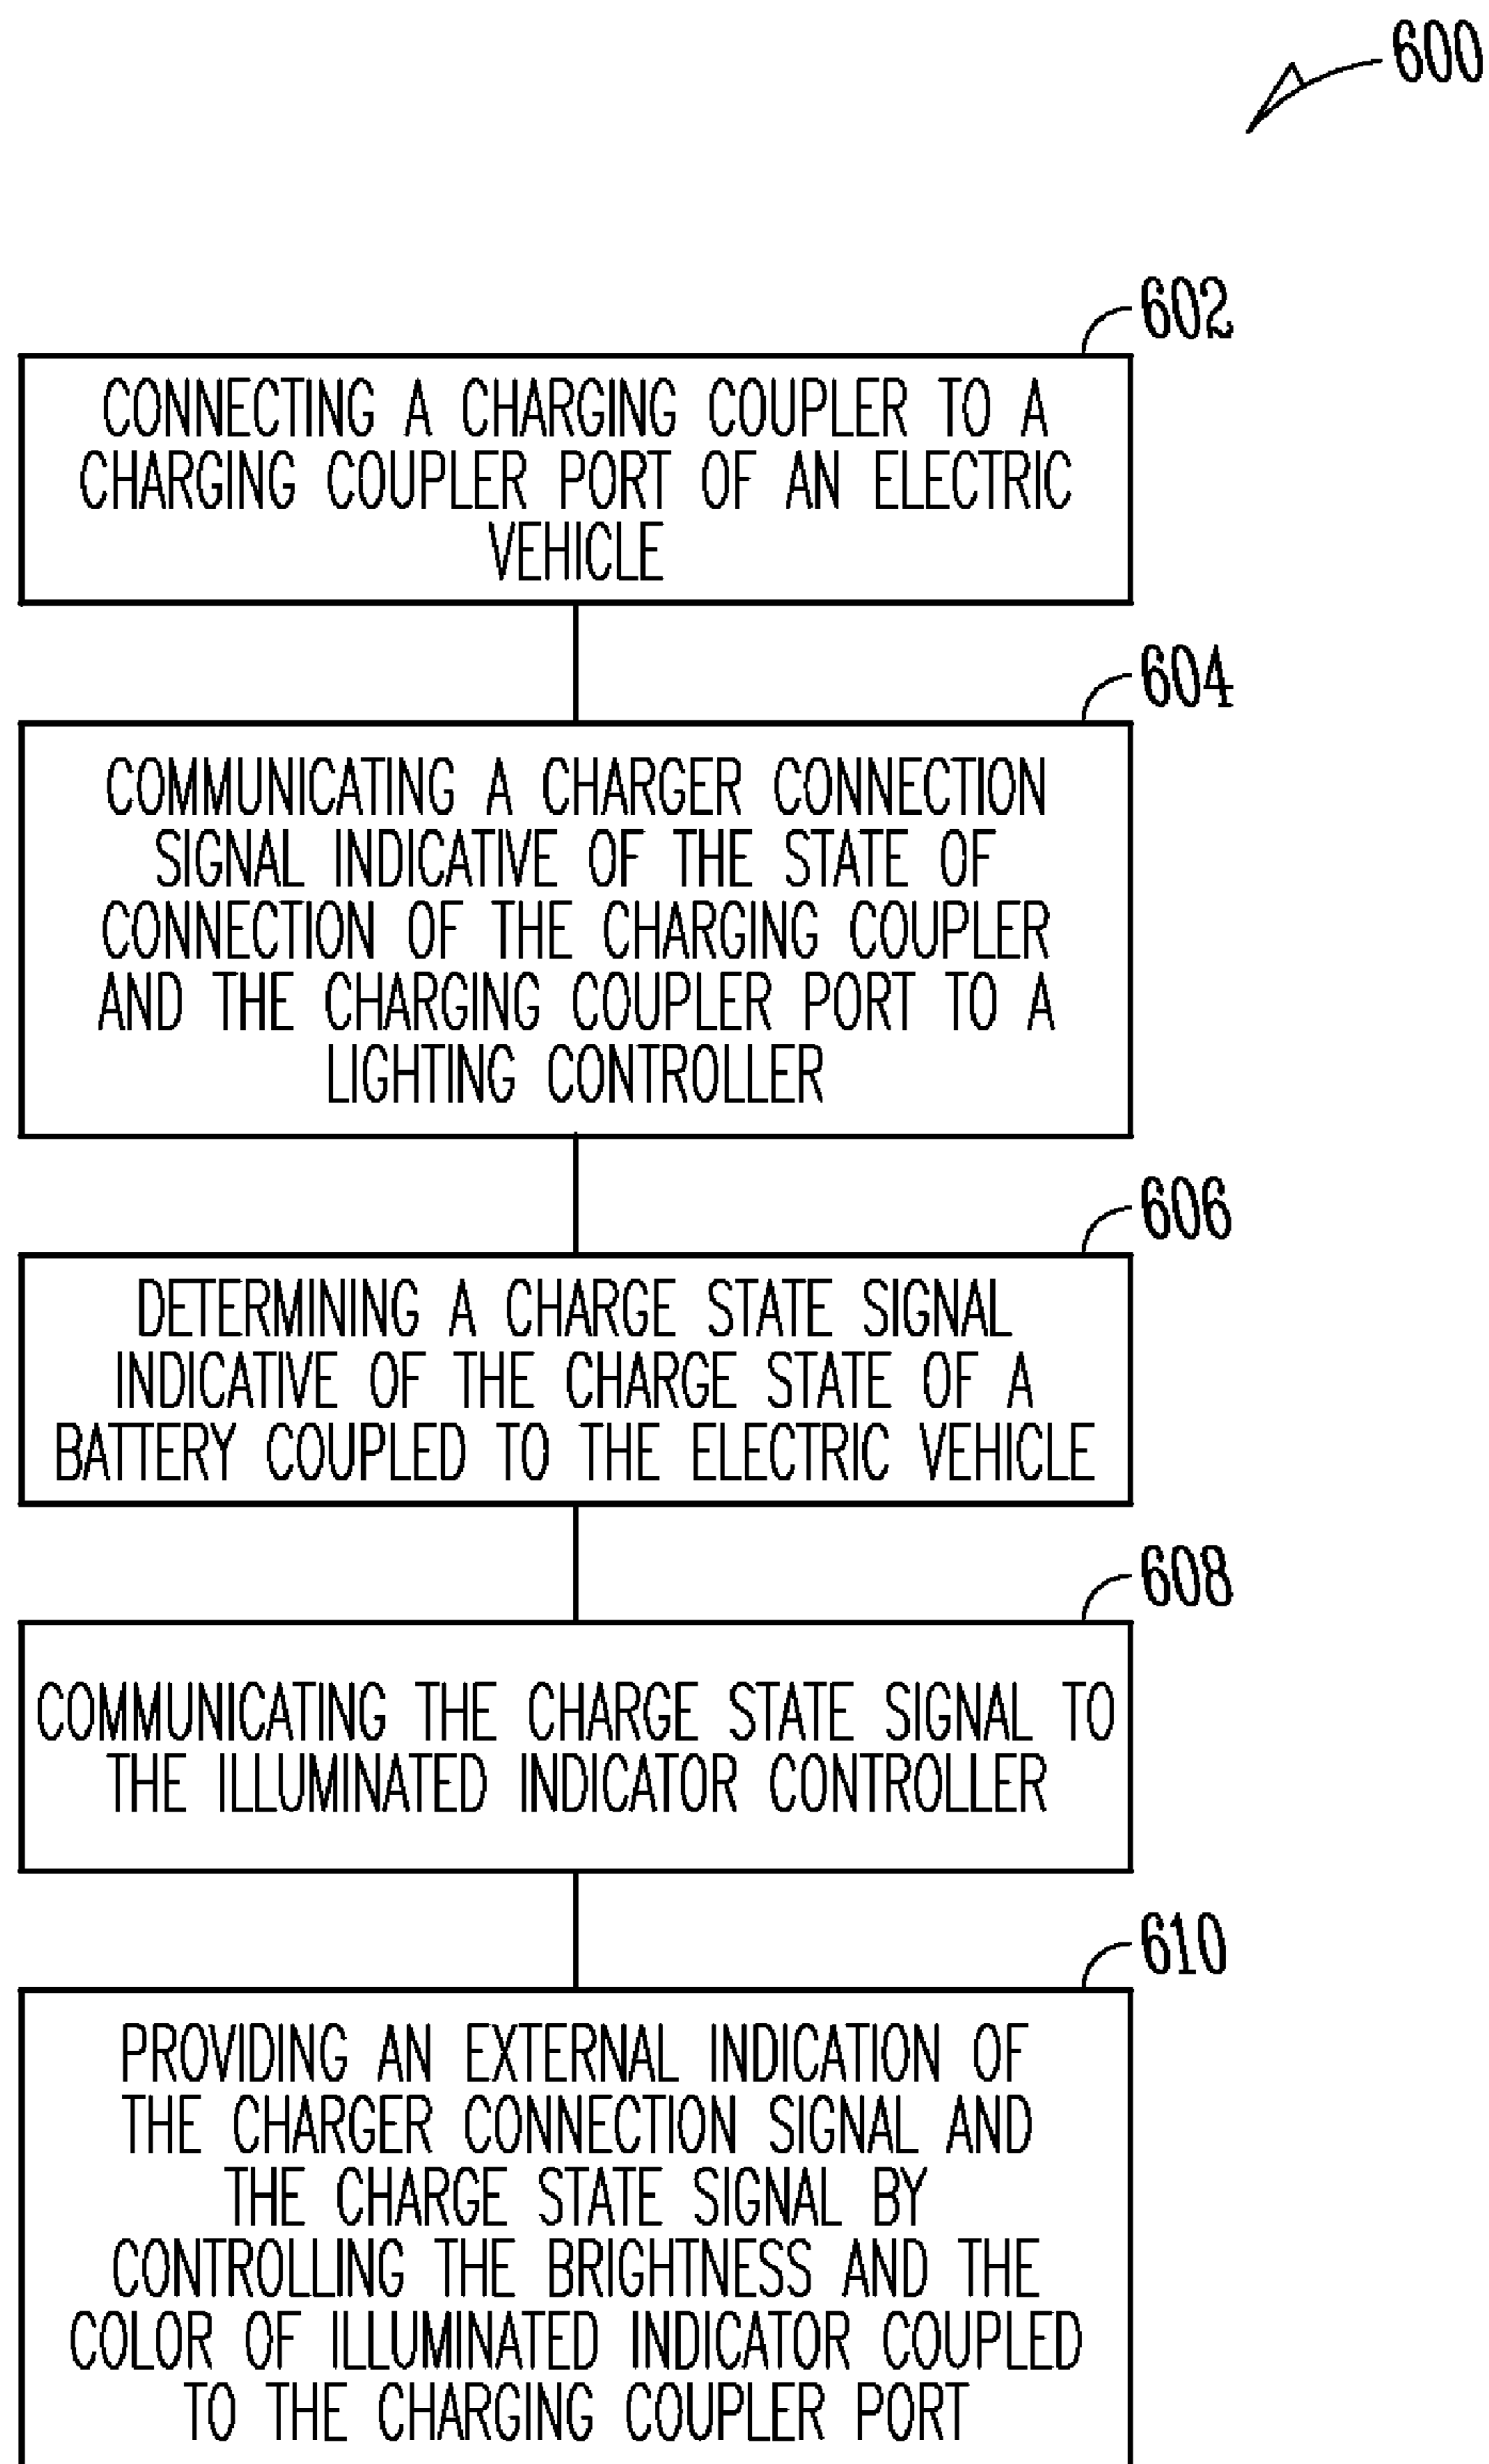 600
602
CONNECTING A CHARGING COUPLER TO A
CHARGING COUPLER PORT OF AN ELECTRIC
VEHICLE
604
COMMUNICATING A CHARGER CONNECTION
SIGNAL INDICATIVE OF THE STATE OF
CONNECTION OF THE CHARGING COUPLER
AND THE CHARGING COUPLER PORT TO A
LIGHTING CONTROLLER
606
DETERMINING A CHARGE STATE SIGNAL
INDICATIVE OF THE CHARGE STATE OF A
BATTERY COUPLED TO THE ELECTRIC VEHICLE
608
COMMUNICATING THE CHARGE STATE SIGNAL TO
THE ILLUMINATED INDICATOR CONTROLLER
610
PROVIDING AN EXTERNAL INDICATION OF
THE CHARGER CONNECTION SIGNAL AND
THE CHARGE STATE SIGNAL BY
CONTROLLING THE BRIGHTNESS AND THE
COLOR OF ILLUMINATED INDICATOR COUPLED
TO THE CHARGING COUPLER PORT